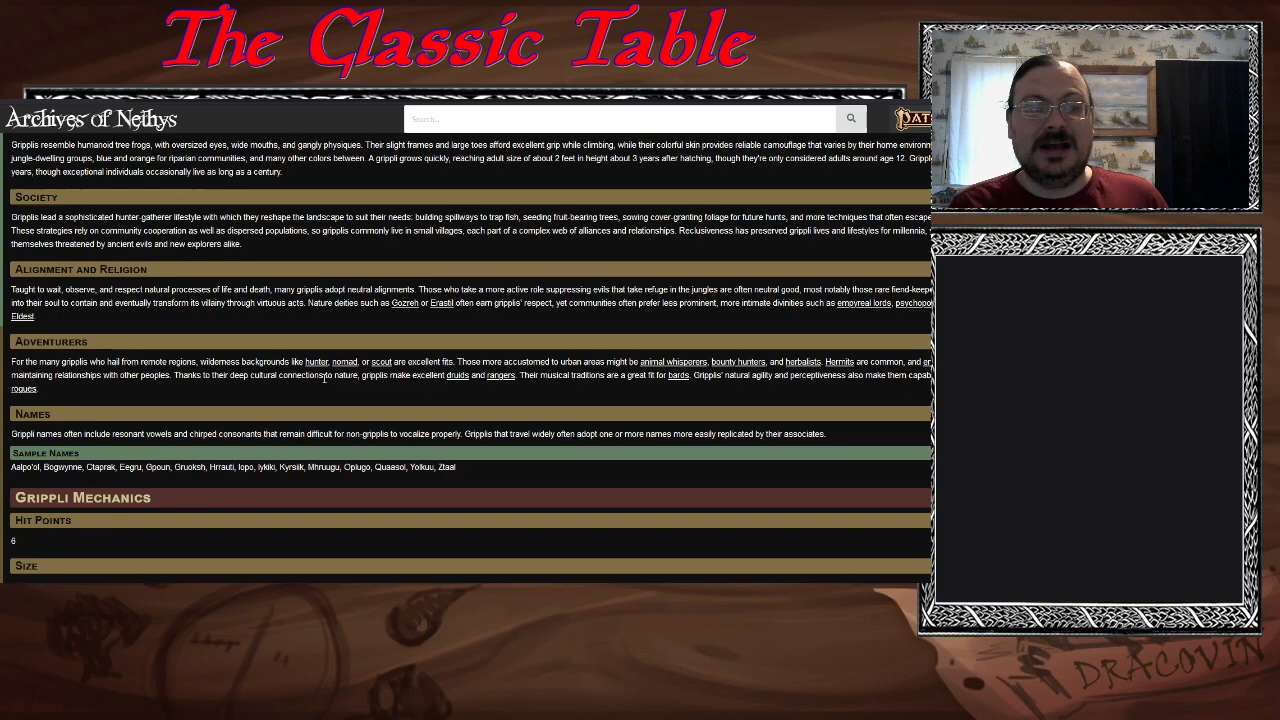 The Classic Table
Archives of Nethys
Search...
Gripplis resemble humanoid tree frogs, with oversized eyes, wide mouths, and gangly physiques. Their slight frames and large toes afford excellent grip while climbing, while their colorful skin provides reliable camouflage that varies by their home environ
jungle-dwelling groups, blue and orange for riparian communities, and many other colors between. A grippli grows quickly, reaching adult size of about 2 feet in height about 3 years after hatching, though they're only considered adults around age 12. Grippl
years, though exceptional individuals occasionally live as long as a century.
Society
Gripplis lead a sophisticated hunter-gatherer lifestyle with which they reshape the landscape to suit their needs: building spillways to trap fish, seeding fruit-bearing trees, sowing cover-granting foliage for future hunts, and more techniques that often escape
These strategies rely on community cooperation as well as dispersed populations, so gripplis commonly live in small villages, each part of a complex web of alliances and relationships. Reclusiveness has preserved grippli lives and lifestyles for millennia,
themselves threatened by ancient evils and new explorers alike.
Alignment and Religion
Taught to wait, observe, and respect natural processes of life and death, many gripplis adopt neutral alignments. Those who take a more active role suppressing evils that take refuge in the jungles are often neutral good, most notably those rare fiend-keep
into their soul to contain and eventually transform its villainy through virtuous acts. Nature deities such as Gozreh or Erastil often earn gripplis' respect, yet communities often prefer less prominent, more intimate divinities such as empyreal lords, psychopo
Eldest.
Adventurers
For the many gripplis who hail from remote regions, wilderness backgrounds like hunter, nomad, or scout are excellent fits. Those more accustomed to urban areas might be animal whisperers, bounty hunters, and herbalists. Hermits are common, and
maintaining relationships with other peoples. Thanks to their deep cultural connections to nature, gripplis make excellent druids and rangers. Their musical traditions are a great fit for bards. Gripplis' natural agility and perceptiveness also make them capab
rogues.
Names
Grippli names often include resonant vowels and chirped consonants that remain difficult for non-gripplis to vocalize properly. Gripplis that travel widely often adopt one or more names more easily replicated by their associates.
Sample Names
Aalpo'ol, Bogwynne, Ctaprak, Eegru, Gpoun, Gruoksh, Hrrauti, Iopo, Iykiki, Kyrsiik, Mhruugu, Oplugo, Quaasol, Yolkuu, Ztaal
Grippli Mechanics
Hit Points
6
Size
DRACOVIN